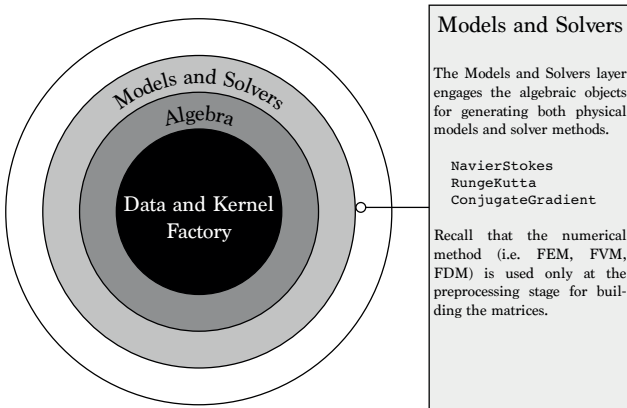 Models and Solvers
Algebra
Data and Kernel
Factory
Models and Solvers
The Models and Solvers layer
engages the algebraic objects
for generating both physical
models and solver methods.
NavierStokes
RungeKutta
ConjugateGradient
Recall that the numerical
method (i.e. FEM, FVM,
FDM) is used only at the
preprocessing stage for buil-
ding the matrices.